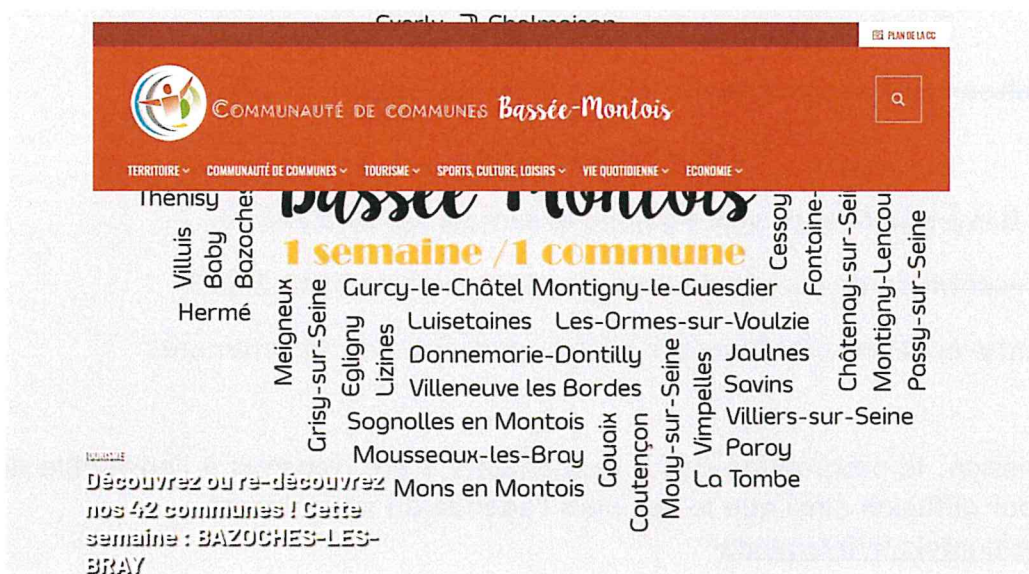 PLAN DE LA CC
COMMUNAUTÉ DE COMMUNES Bassée-Montois
TERRITOIRE COMMUNAUTÉ DE COMMUNES TOURISME SPORTS, CULTURE, LOISIRS VIE QUOTIDIENNE ECONOMIE
Thénisy
Bassée Montois
1 semaine / 1 commune
Villuis
Baby
Bazoches
Hermé
Cessoy
Fontaine-
Châtenay-sur-Sei
Montigny-Lencou
Passy-sur-Seine
Gurcy-le-Châtel Montigny-le-Guesdier
Meigneux
Grisy-sur-Seine
Egligny
Lizines
Luisetaines Les-Ormes-sur-Voulzie
Donnemarie-Dontilly
Jaulnes
Villeneuve les Bordes
Savins
Sognolles en Montois
Villiers-sur-Seine
Mousseaux-les-Bray
Paroy
Mons en Montois
La Tombe
Gouaix
Coutençon
Mouy-sur-Seine
Vimpelles
TOURISME
Découvrez ou re-découvrez
nos 42 communes ! Cette
semaine : BAZOCHES-LES-
BRAY